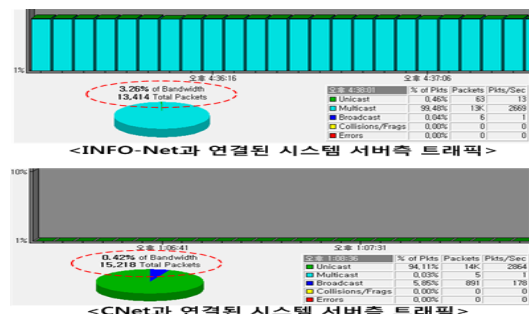 1%
오후 4:36:16 오후 4:37:06
3.26% of Bandwidth
13,414 Total Packets
오후 4:38:01 % of Pkts Packets Pkts/Sec
Unicast 0,46% 63 13
Multicast 99,48% 13K 2669
Broadcast 0,04% 6 1
Collisions/Frags 0,00% 0 0
Errors 0,00% 0 0
<INFO-Net과 연결된 시스템 서버측 트래픽>
10%
1%
오후 1:06:41 오후 1:07:31
0.42% of Bandwidth
15,218 Total Packets
오후 1:08:36 % of Pkts Packets Pkts/Sec
Unicast 94,11% 14K 2864
Multicast 0,03% 5 1
Broadcast 5,85% 891 178
Collisions/Frags 0,00% 0 0
Errors 0,00% 0 0
<CNet과 연결된 시스템 서버측 트래픽>